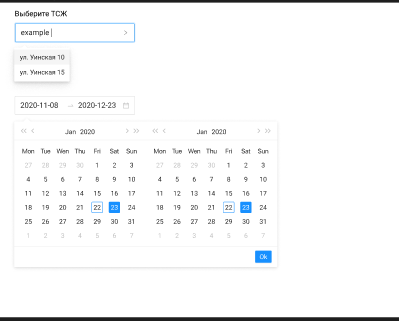 Выберите ТСЖ
example
ул. Уинская 10
ул. Уинская 15
2020-11-08 → 2020-12-23
« ‹ Jan 2020 › » « ‹ Jan 2020 › »
Mon Tue Wen Thu Fri Sat Sun Mon Tue Wen Thu Fri Sat Sun
27 28 29 30 1 2 3 27 28 29 30 1 2 3
4 5 6 7 8 9 10 4 5 6 7 8 9 10
11 12 13 14 15 16 17 11 12 13 14 15 16 17
18 19 20 21 22 23 24 18 19 20 21 22 23 24
25 26 27 28 29 30 31 25 26 27 28 29 30 31
1 2 3 4 5 6 7 1 2 3 4 5 6 7
Ok